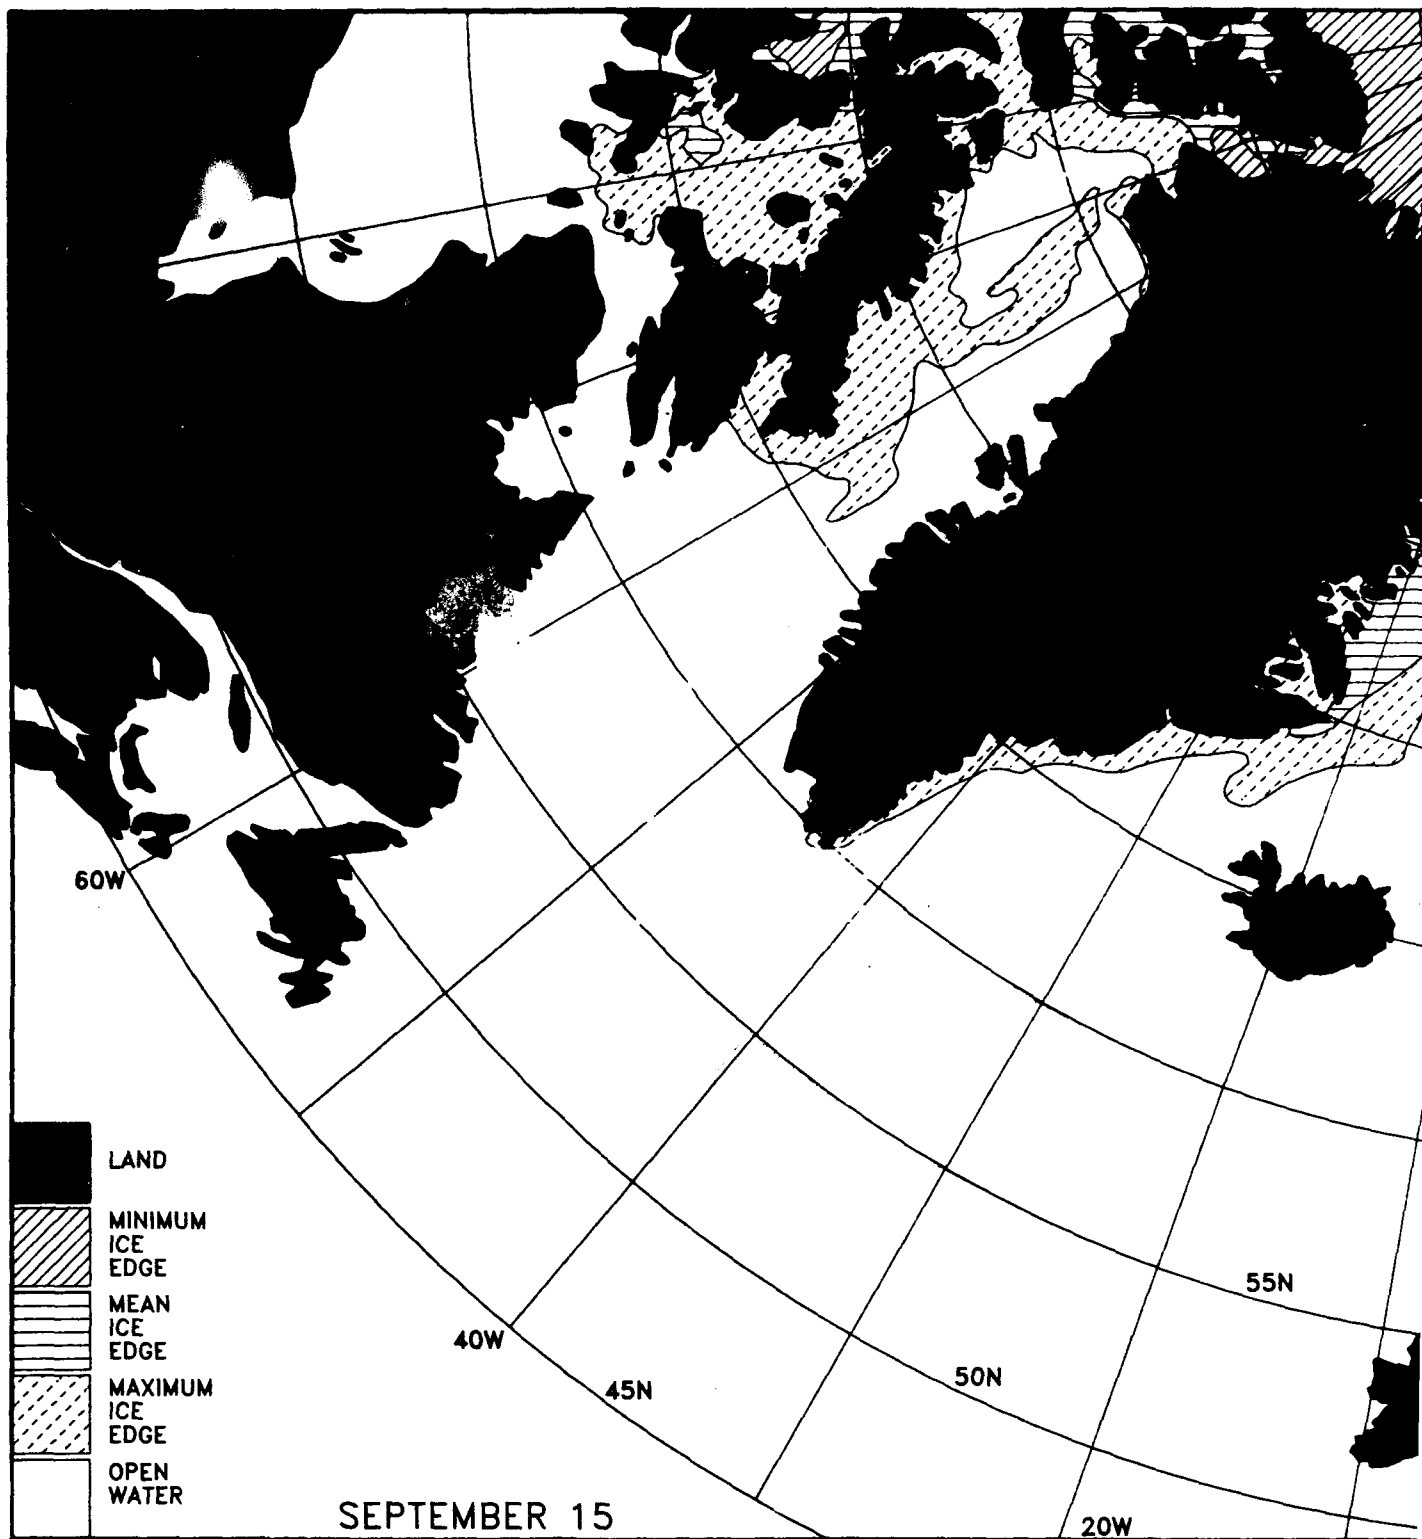 60W
LAND
MINIMUM
ICE
EDGE
MEAN
ICE
EDGE
MAXIMUM
ICE
EDGE
OPEN
WATER
55N
40W
50N
45N
SEPTEMBER 15
20W